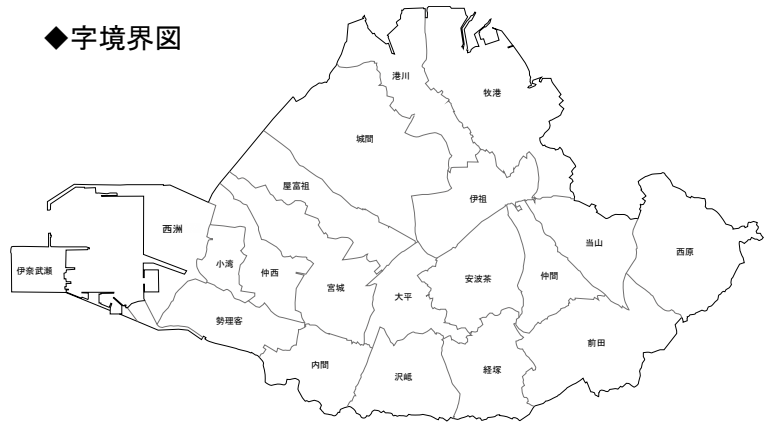 ◆字境界図
港川
牧港
城間
屋富祖
伊祖
西洲
当山
西原
小湾
仲西
伊奈武瀬
宮城
大平
安波茶
仲間
勢理客
前田
内間
沢岻
経塚